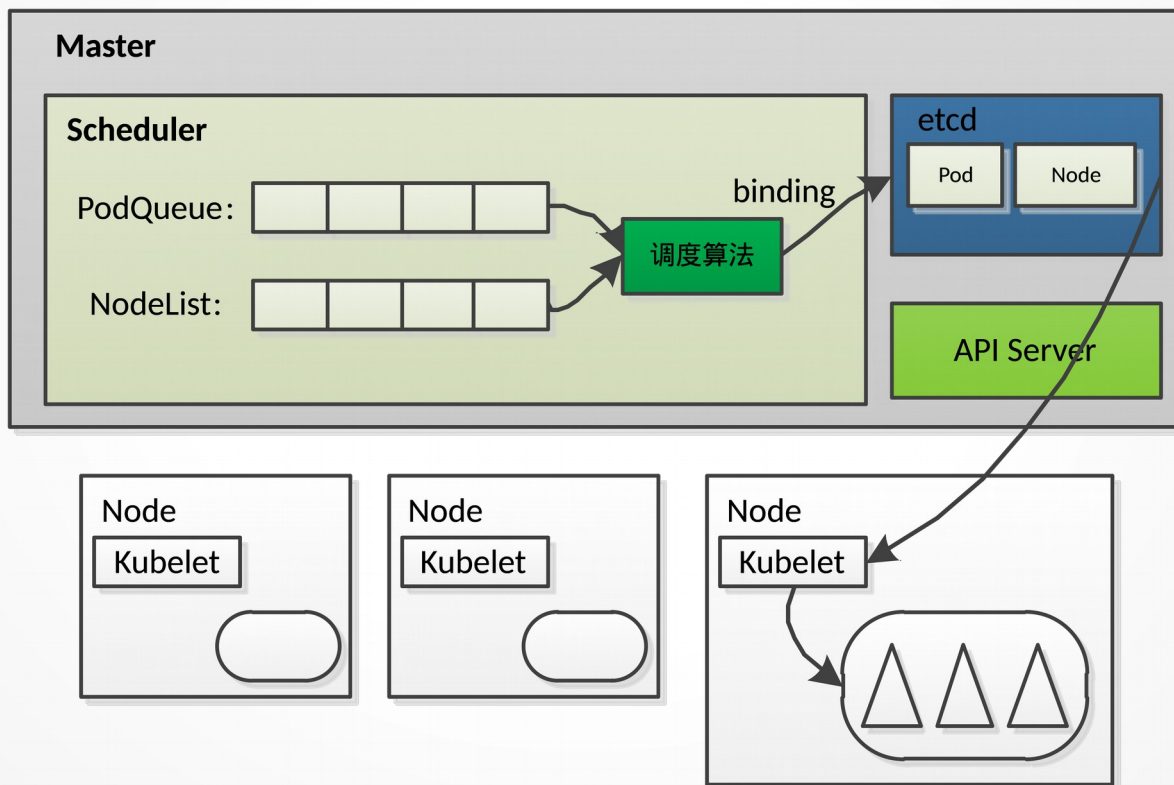 Master
Scheduler
PodQueue:
NodeList:
调度算法
binding
etcd
Pod
Node
API Server
Node
Kubelet
Node
Kubelet
Node
Kubelet